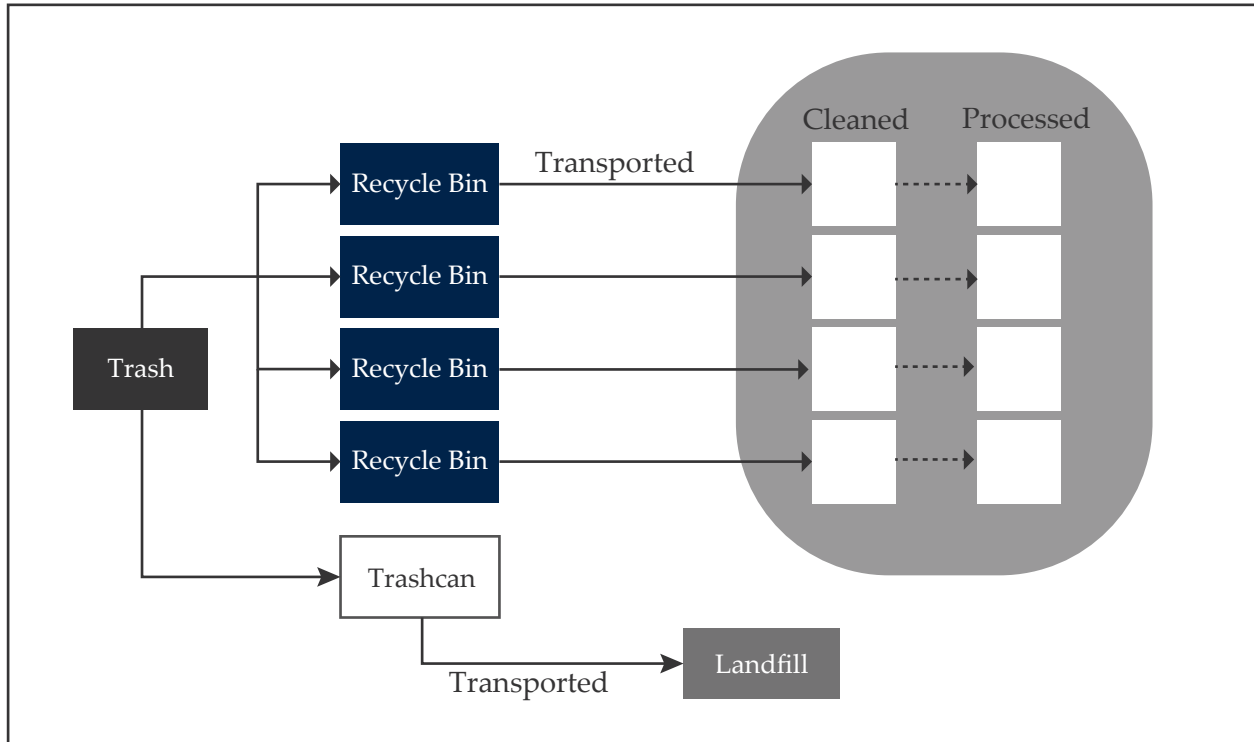 Cleaned
Processed
Transported
Recycle Bin
Recycle Bin
Trash
Recycle Bin
Recycle Bin
Trashcan
Transported
Landfill